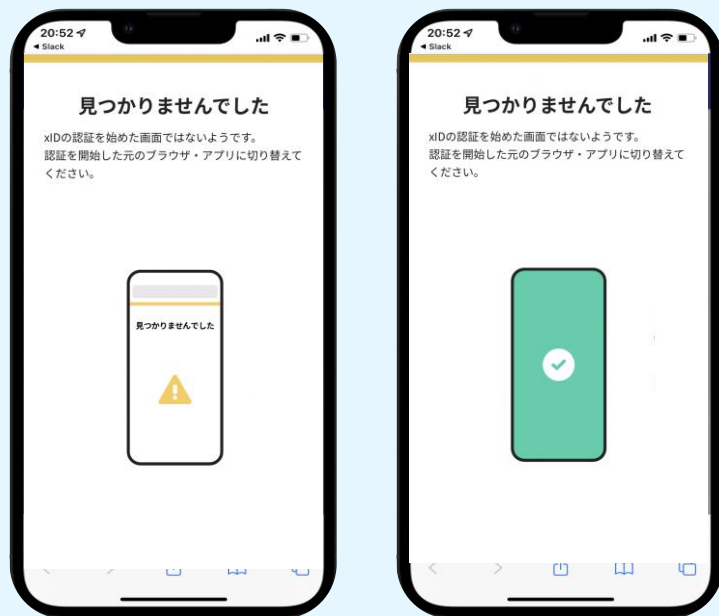 20:52
◀ Slack
見つかりませんでした
xIDの認証を始めた画面ではないようです。
認証を開始した元のブラウザ・アプリに切り替えて
ください。
見つかりませんでした
20:52
◀ Slack
見つかりませんでした
xIDの認証を始めた画面ではないようです。
認証を開始した元のブラウザ・アプリに切り替えて
ください。